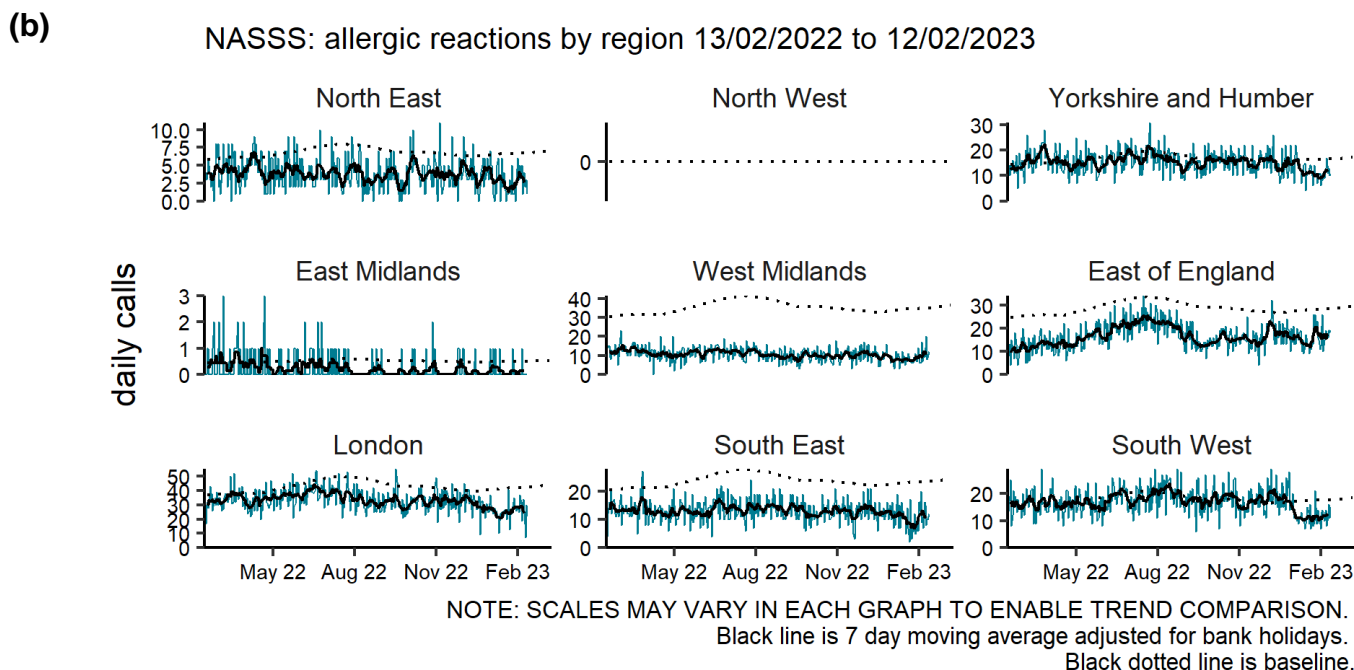 (b)
NASSS: allergic reactions by region 13/02/2022 to 12/02/2023
North East
North West
Yorkshire and Humber
10.0
7.5
5.0
2.5
0.0
0
30
20
10
0
East Midlands
West Midlands
East of England
3
2
1
0
40
30
20
10
0
30
20
10
0
daily calls
London
South East
South West
50
40
30
20
10
0
20
10
0
20
10
0
May 22 Aug 22 Nov 22 Feb 23
May 22 Aug 22 Nov 22 Feb 23
May 22 Aug 22 Nov 22 Feb 23
NOTE: SCALES MAY VARY IN EACH GRAPH TO ENABLE TREND COMPARISON.
Black line is 7 day moving average adjusted for bank holidays.
Black dotted line is baseline.